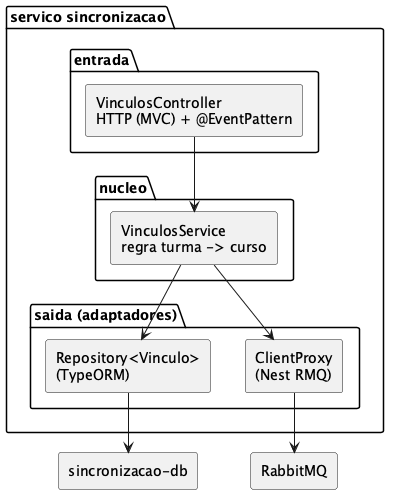 servico sincronizacao
entrada
VinculosController
HTTP (MVC) + @EventPattern
nucleo
VinculosService
regra turma -> curso
saida (adaptadores)
Repository<Vinculo>
(TypeORM)
ClientProxy
(Nest RMQ)
sincronizacao-db
RabbitMQ